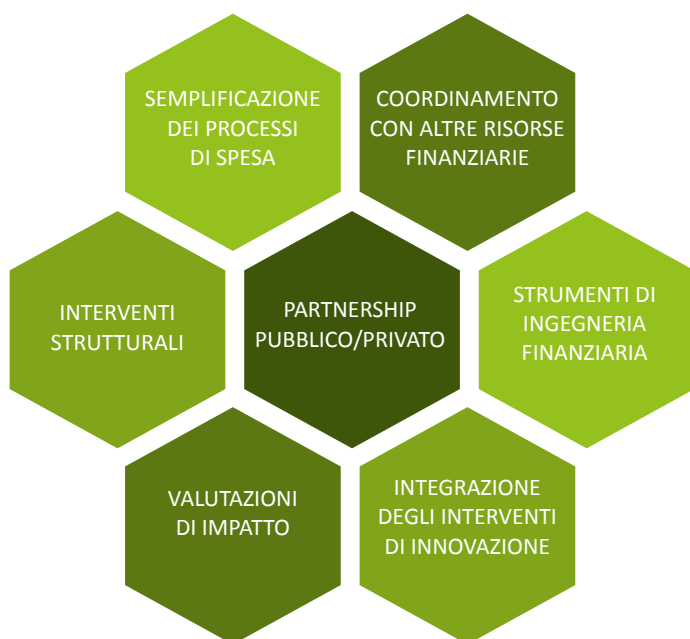 SEMPLIFICAZIONE
DEI PROCESSI
DI SPESA
COORDINAMENTO
CON ALTRE RISORSE
FINANZIARIE
INTERVENTI
STRUTTURALI
PARTNERSHIP
PUBBLICO/PRIVATO
STRUMENTI DI
INGEGNERIA
FINANZIARIA
VALUTAZIONI
DI IMPATTO
INTEGRAZIONE
DEGLI INTERVENTI
DI INNOVAZIONE